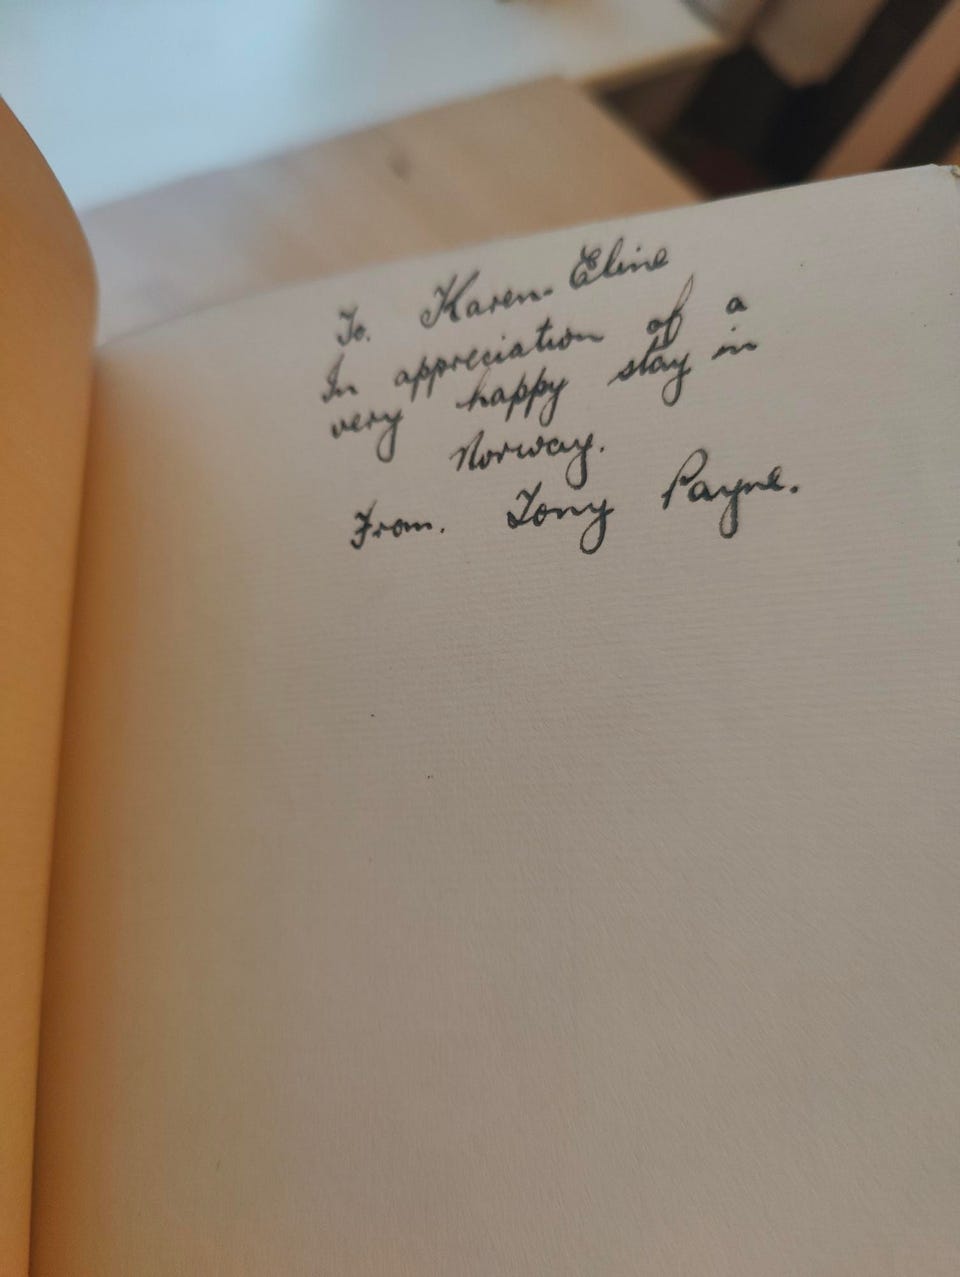 To. Karen-Eline
In appreciation of a
very happy stay in
Norway.
From. Tony Payne.